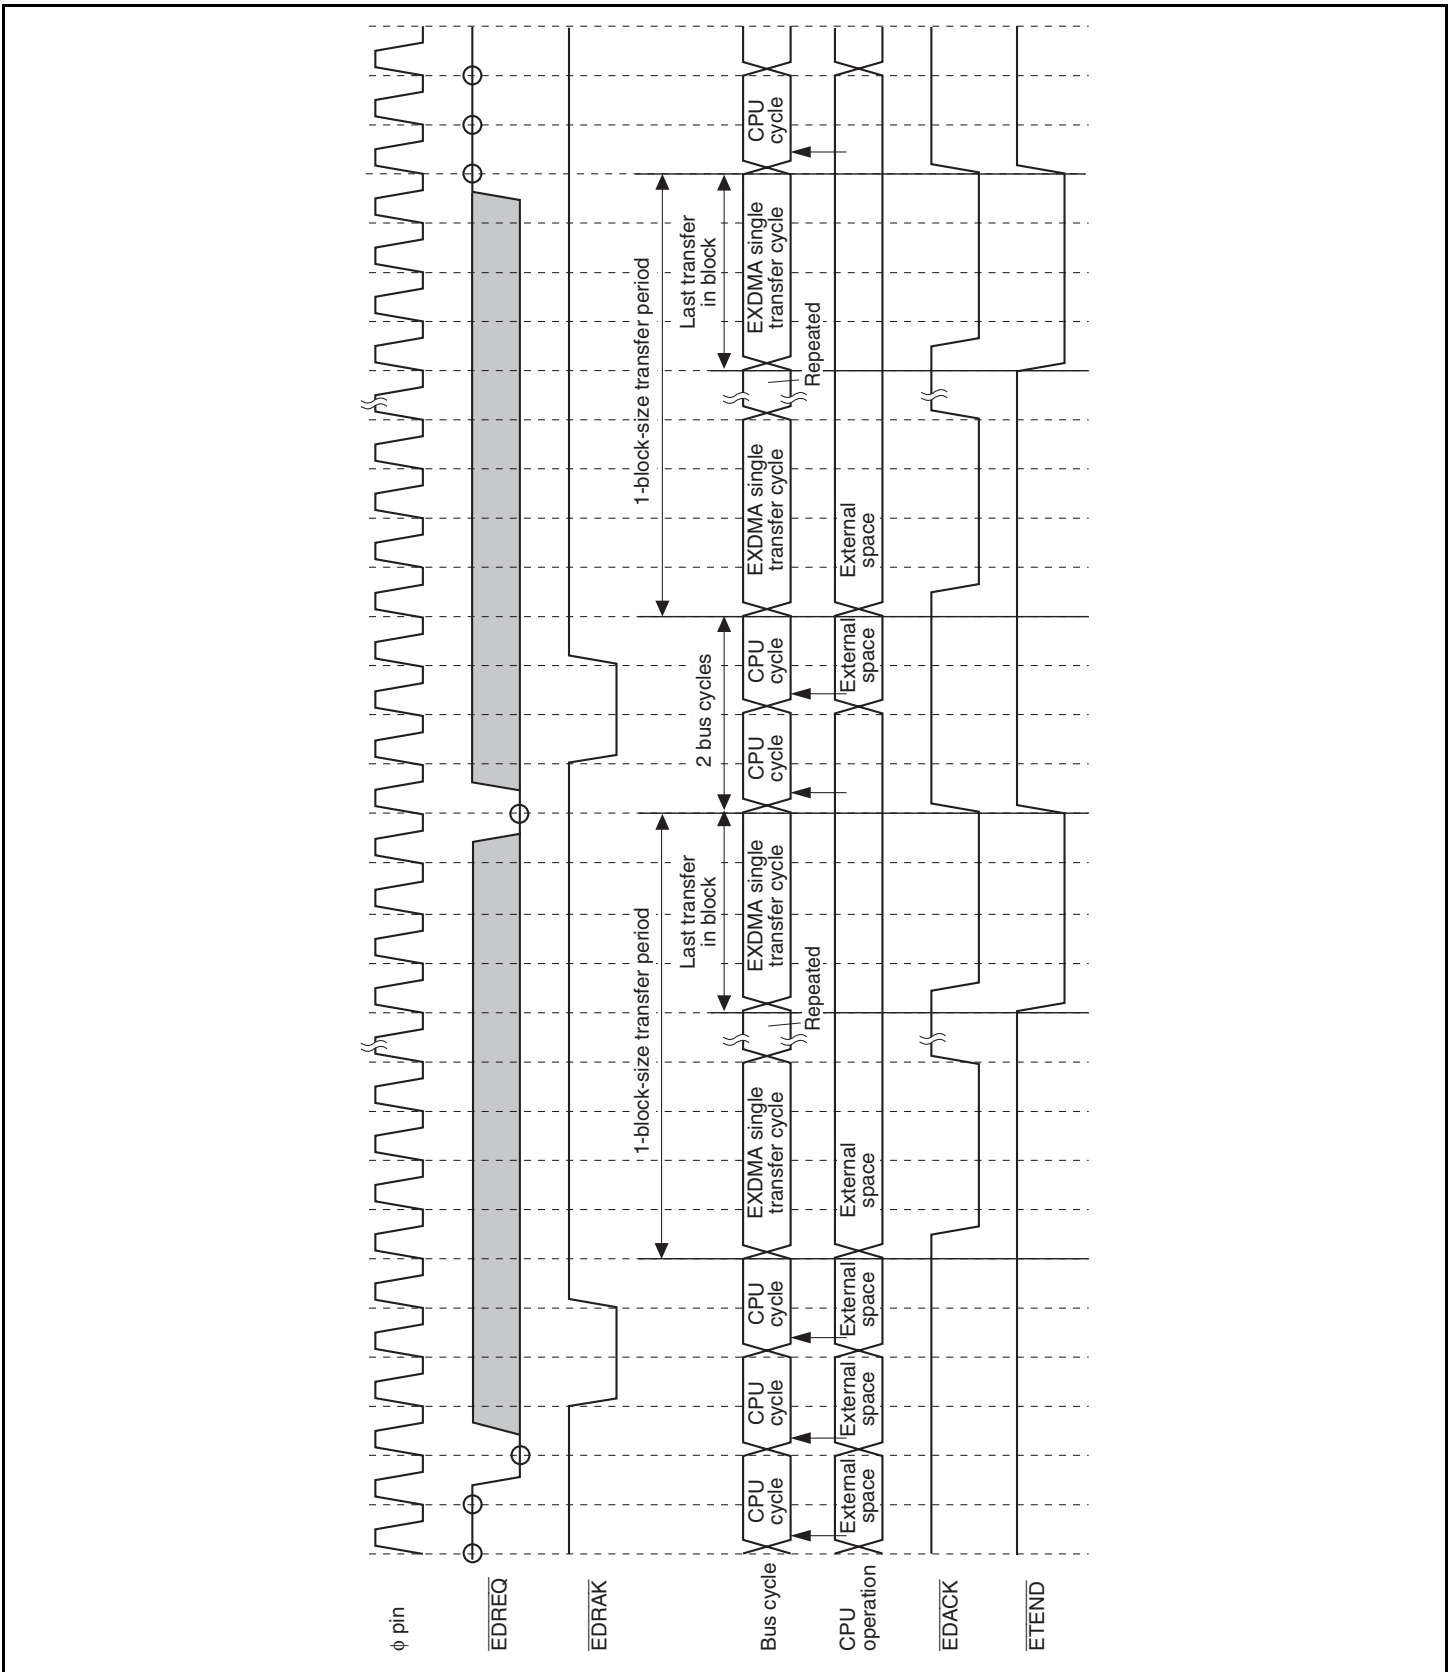 φ pin
EDREQ
EDRAK
1-block-size transfer period
1-block-size transfer period
Last transfer
in block
2 bus cycles
Last transfer
in block
Bus cycle
CPU
cycle
CPU
cycle
CPU
cycle
EXDMA single
transfer cycle
EXDMA single
transfer cycle
CPU
cycle
CPU
cycle
EXDMA single
transfer cycle
EXDMA single
transfer cycle
CPU
cycle
Repeated
Repeated
CPU
operation
External
space
External
space
External
space
External
space
External
space
External
space
EDACK
ETEND